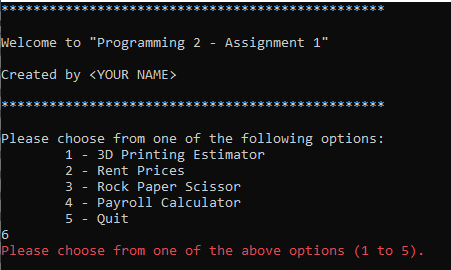 ************************************************
Welcome to "Programming 2 - Assignment 1"
Created by <YOUR NAME>
************************************************
Please choose from one of the following options:
1 - 3D Printing Estimator
2 - Rent Prices
3 - Rock Paper Scissor
4 - Payroll Calculator
5 - Quit
6
Please choose from one of the above options (1 to 5).